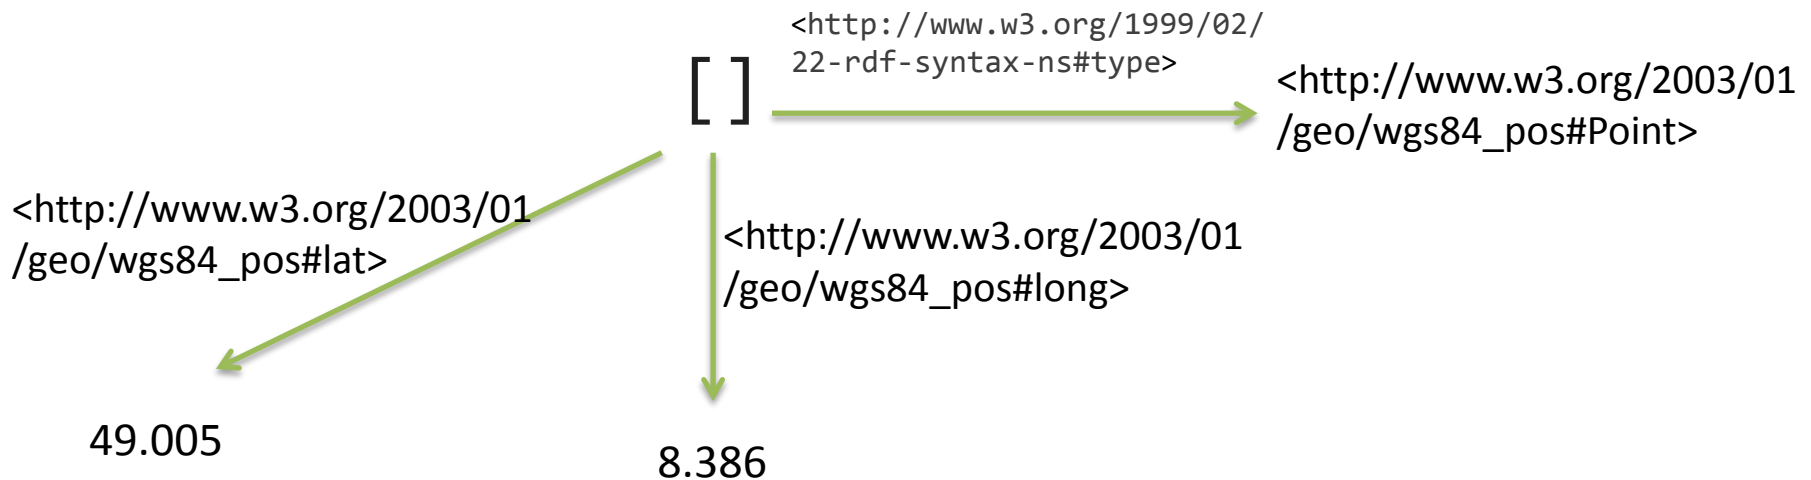 <http://www.w3.org/1999/02/
22-rdf-syntax-ns#type>
[]
<http://www.w3.org/2003/01
/geo/wgs84_pos#Point>
<http://www.w3.org/2003/01
/geo/wgs84_pos#lat>
<http://www.w3.org/2003/01
/geo/wgs84_pos#long>
49.005
8.386